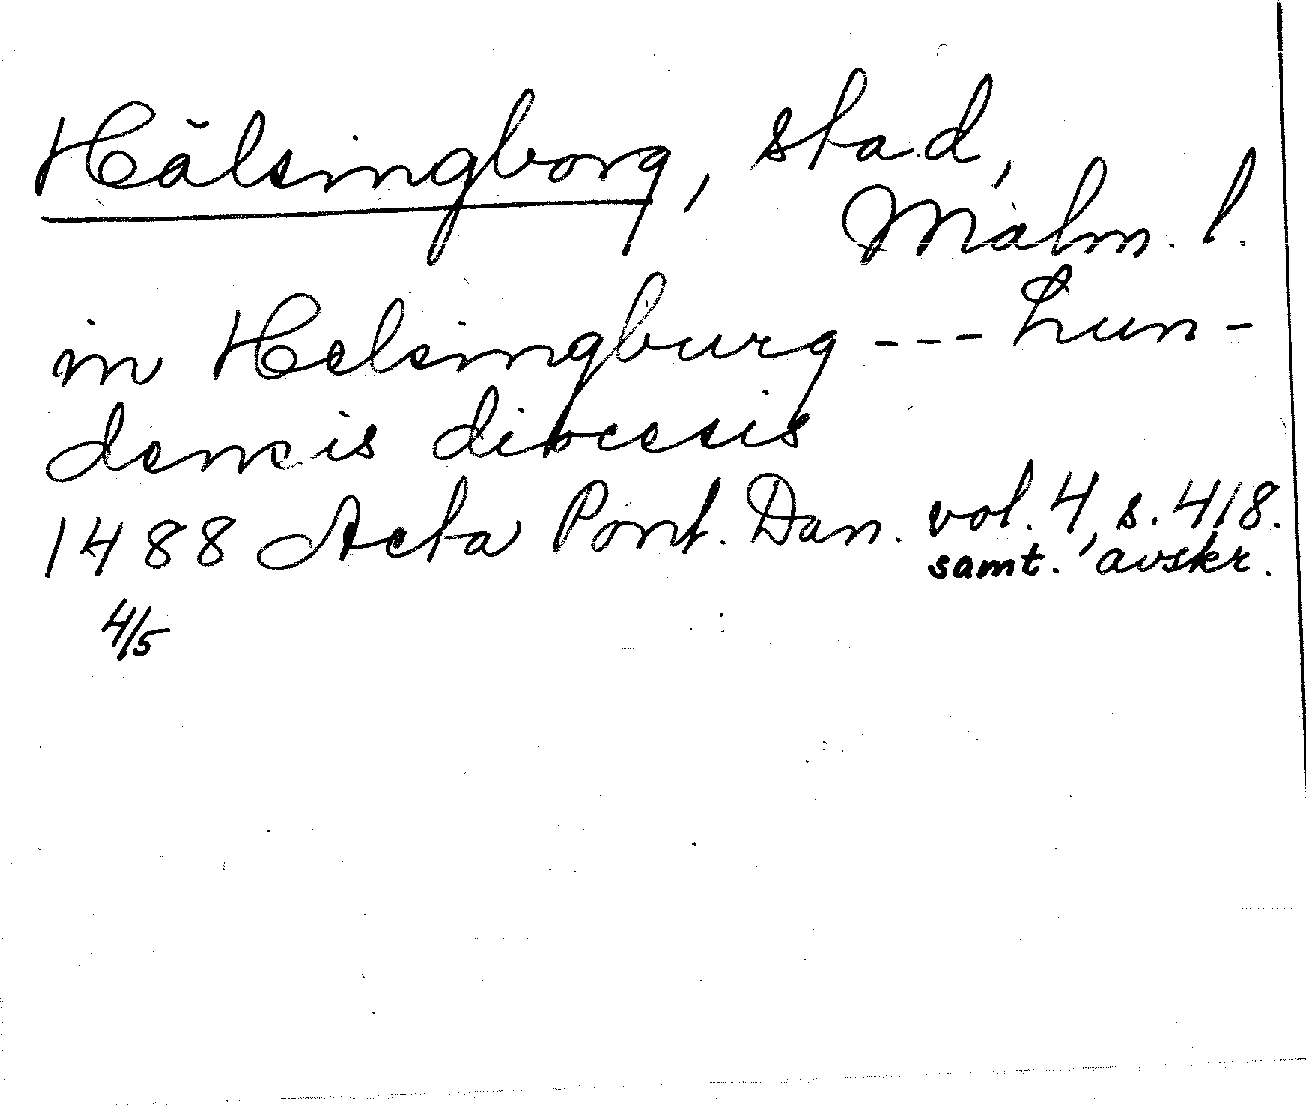 Hälsingborg, stad,
Malm. l.
in Helsingburg --- Lun-
densis diocesis
1488 Acta Pont. Dan. vol. 4, s. 418.
samt. avskr.
4/5